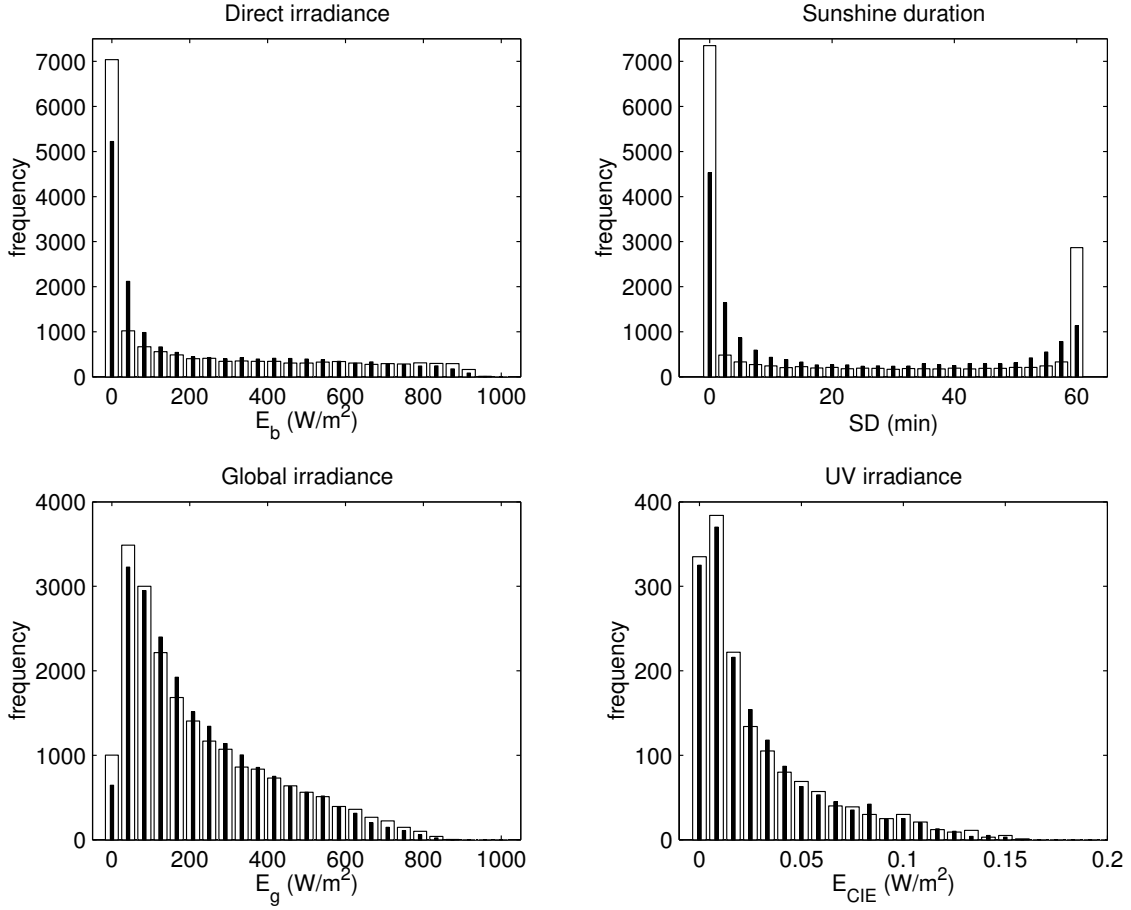 Direct irradiance
7000
6000
5000
4000
3000
2000
1000
0
frequency
0 200 400 600 800 1000
E_b (W/m²)
Sunshine duration
7000
6000
5000
4000
3000
2000
1000
0
frequency
0 20 40 60
SD (min)
Global irradiance
4000
3000
2000
1000
0
frequency
0 200 400 600 800 1000
E_g (W/m²)
UV irradiance
400
300
200
100
0
frequency
0 0.05 0.1 0.15 0.2
E_CIE (W/m²)